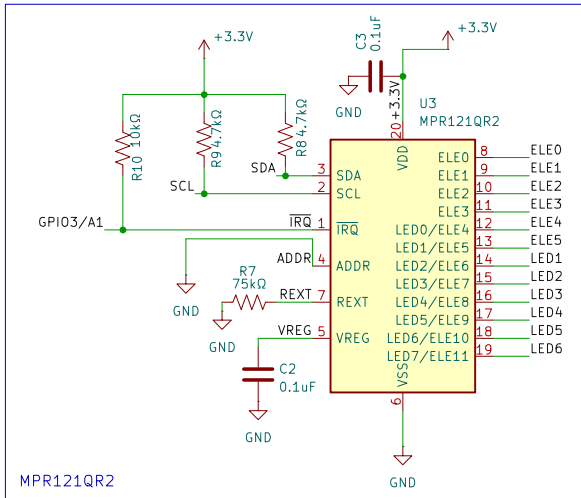 +3.3V
+3.3V
C3
0.1uF
GND
+3.3V
U3
MPR121QR2
R10
10kΩ
R9
4.7kΩ
R8
4.7kΩ
20
VDD
SDA
3
SDA
SCL
2
SCL
GPIO3/A1
IRQ
1
IRQ
ADDR
4
ADDR
GND
R7
75kΩ
REXT
7
REXT
GND
VREG
5
VREG
C2
0.1uF
GND
ELE0
8
ELE0
ELE1
9
ELE1
ELE2
10
ELE2
ELE3
11
ELE3
LED0/ELE4
12
ELE4
LED1/ELE5
13
ELE5
LED2/ELE6
14
LED1
LED3/ELE7
15
LED2
LED4/ELE8
16
LED3
LED5/ELE9
17
LED4
LED6/ELE10
18
LED5
LED7/ELE11
19
LED6
VSS
6
GND
MPR121QR2